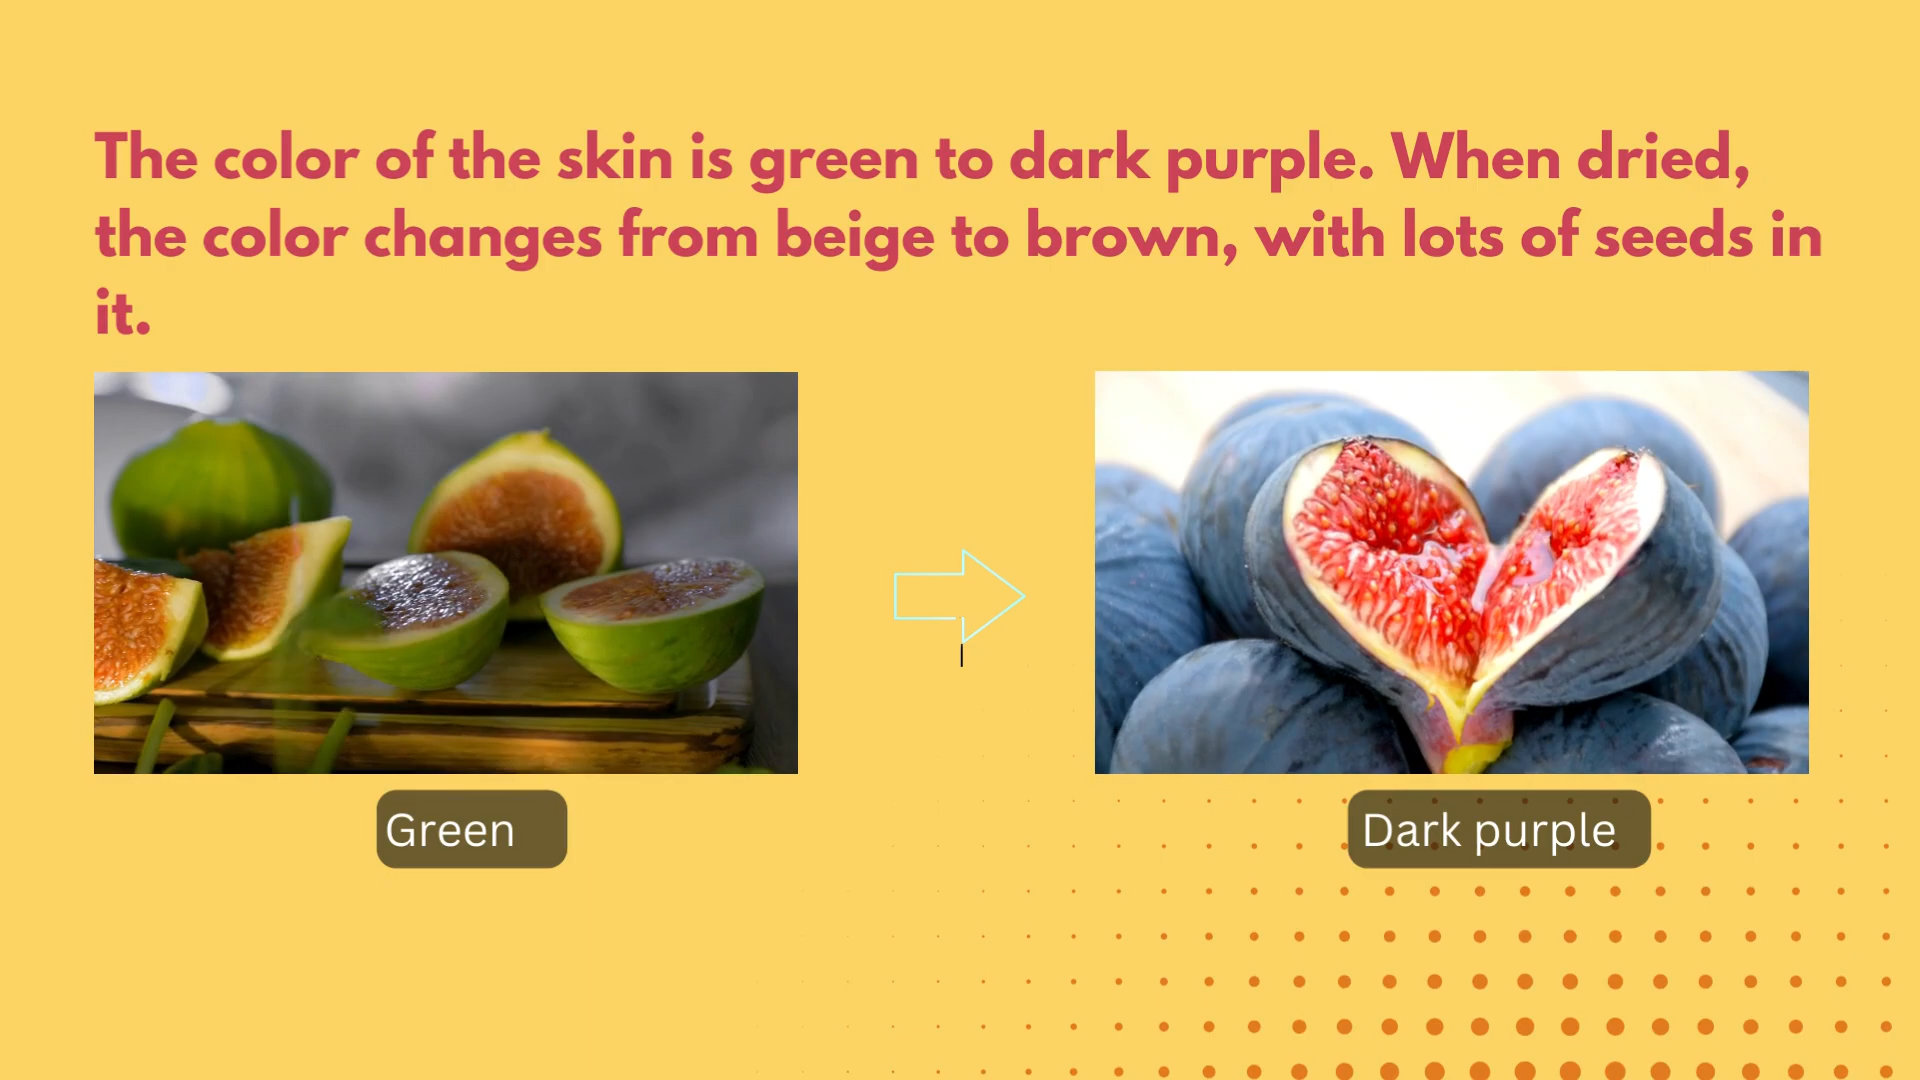 The color of the skin is green to dark purple. When dried,
the color changes from beige to brown, with lots of seeds in
it.
Green
Dark purple